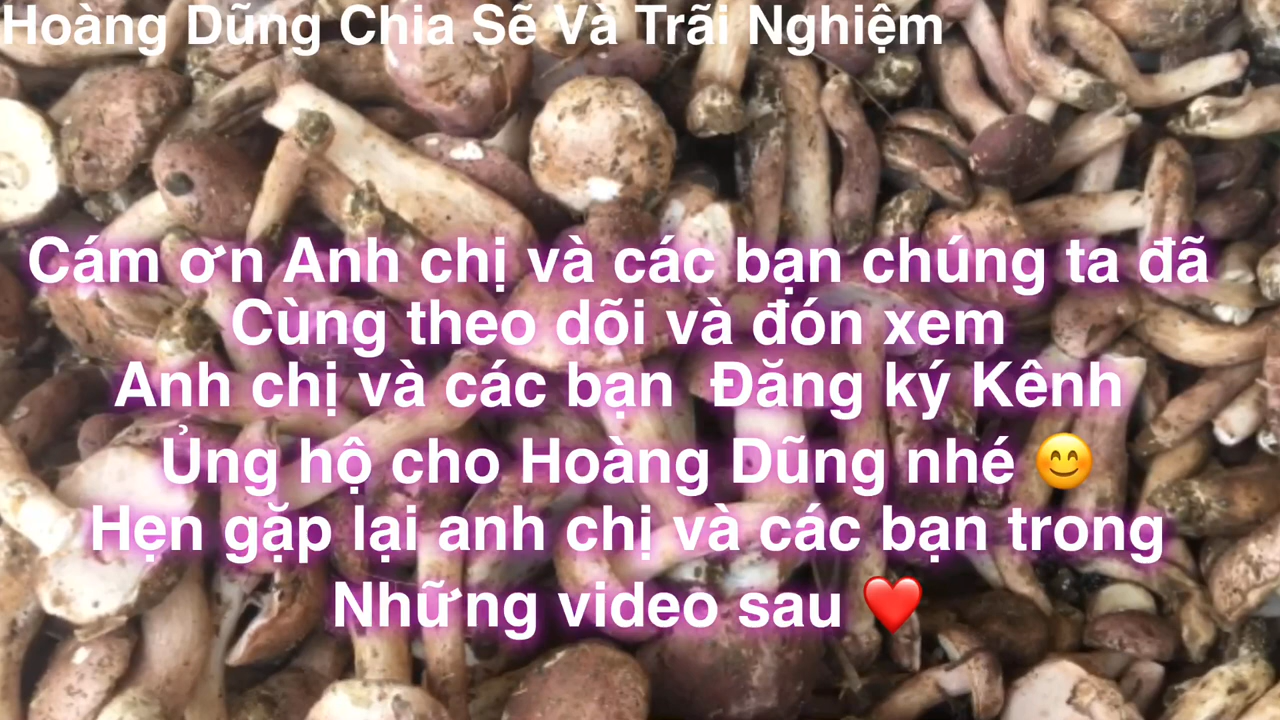 Hoàng Dũng Chia Sẽ Và Trãi Nghiệm
Cám ơn Anh chị và các bạn chúng ta đã
Cùng theo dõi và đón xem
Anh chị và các bạn Đăng ký Kênh
Ủng hộ cho Hoàng Dũng nhé 😊
Hẹn gặp lại anh chị và các bạn trong
Những video sau ❤️